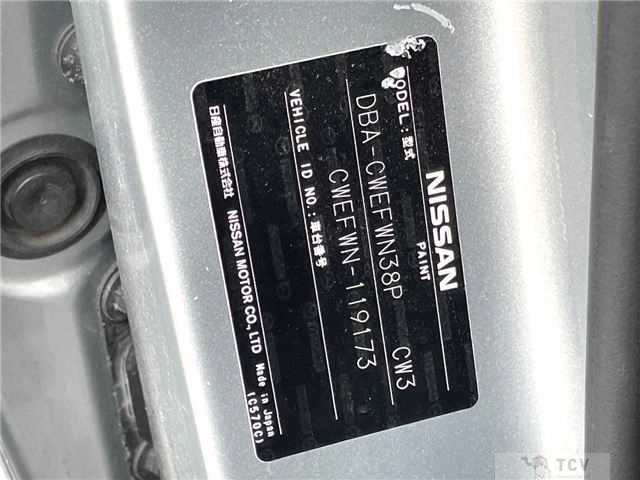 NISSAN
PAINT
MODEL: 型式
DBA-CWEFWN38P CW3
VEHICLE ID NO.: 車台番号
CWEFWN-119173
日産自動車株式会社 NISSAN MOTOR CO., LTD Made in Japan
(C570C)
TCV